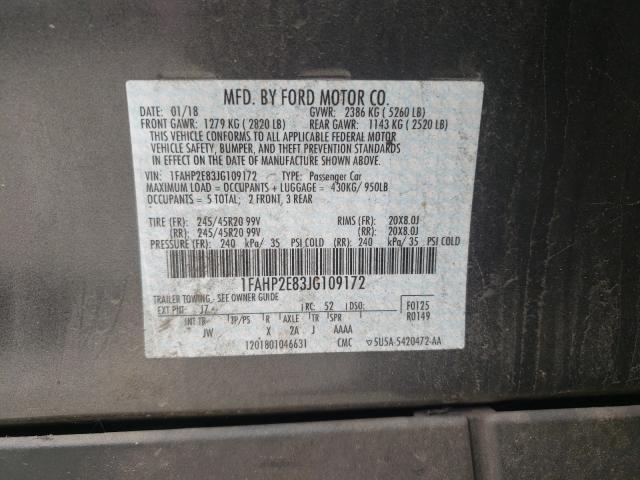 MFD. BY FORD MOTOR CO.
DATE: 01/18 GVWR: 2386 KG ( 5260 LB)
FRONT GAWR: 1279 KG ( 2820 LB) REAR GAWR: 1143 KG ( 2520 LB)
THIS VEHICLE CONFORMS TO ALL APPLICABLE FEDERAL MOTOR
VEHICLE SAFETY, BUMPER, AND THEFT PREVENTION STANDARDS
IN EFFECT ON THE DATE OF MANUFACTURE SHOWN ABOVE.
VIN: 1FAHP2E83JG109172 TYPE: Passenger Car
MAXIMUM LOAD = OCCUPANTS + LUGGAGE = 430KG/ 950LB
OCCUPANTS = 5 TOTAL; 2 FRONT, 3 REAR
TIRE (FR): 245/45R20 99V RIMS (FR): 20X8.0J
(RR): 245/45R20 99V (RR): 20X8.0J
PRESSURE (FR): 240 kPa/ 35 PSI COLD (RR): 240 kPa/ 35 PSI COLD
1FAHP2E83JG109172
TRAILER TOWING - SEE OWNER GUIDE
EXT PNT: J7 RC: 52 DSO: F0125
INT TR TP/PS R AXLE TR SPR R0149
JW X 2A J AAAA
1201801046631 CMC ▽5U5A-5420472-AA